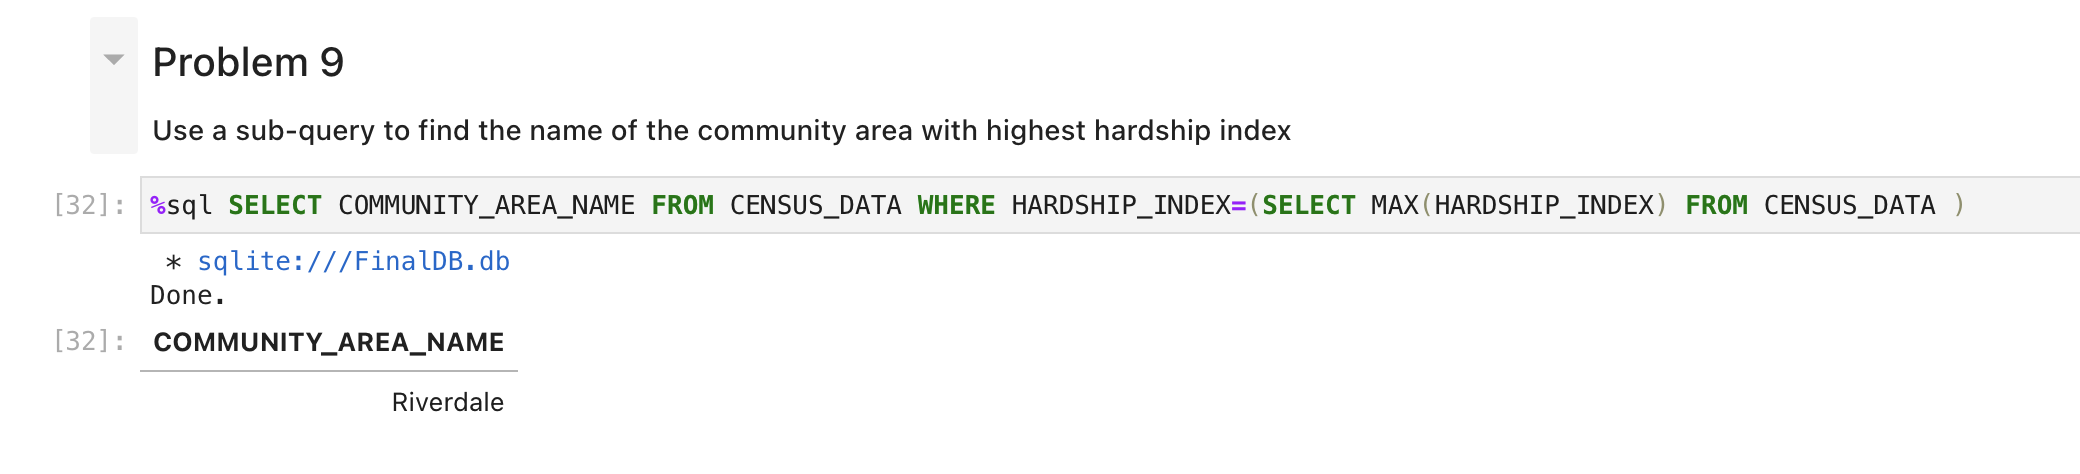 Problem 9
Use a sub-query to find the name of the community area with highest hardship index
[32]: %sql SELECT COMMUNITY_AREA_NAME FROM CENSUS_DATA WHERE HARDSHIP_INDEX=(SELECT MAX(HARDSHIP_INDEX) FROM CENSUS_DATA )
* sqlite:///FinalDB.db
Done.
[32]: COMMUNITY_AREA_NAME
Riverdale